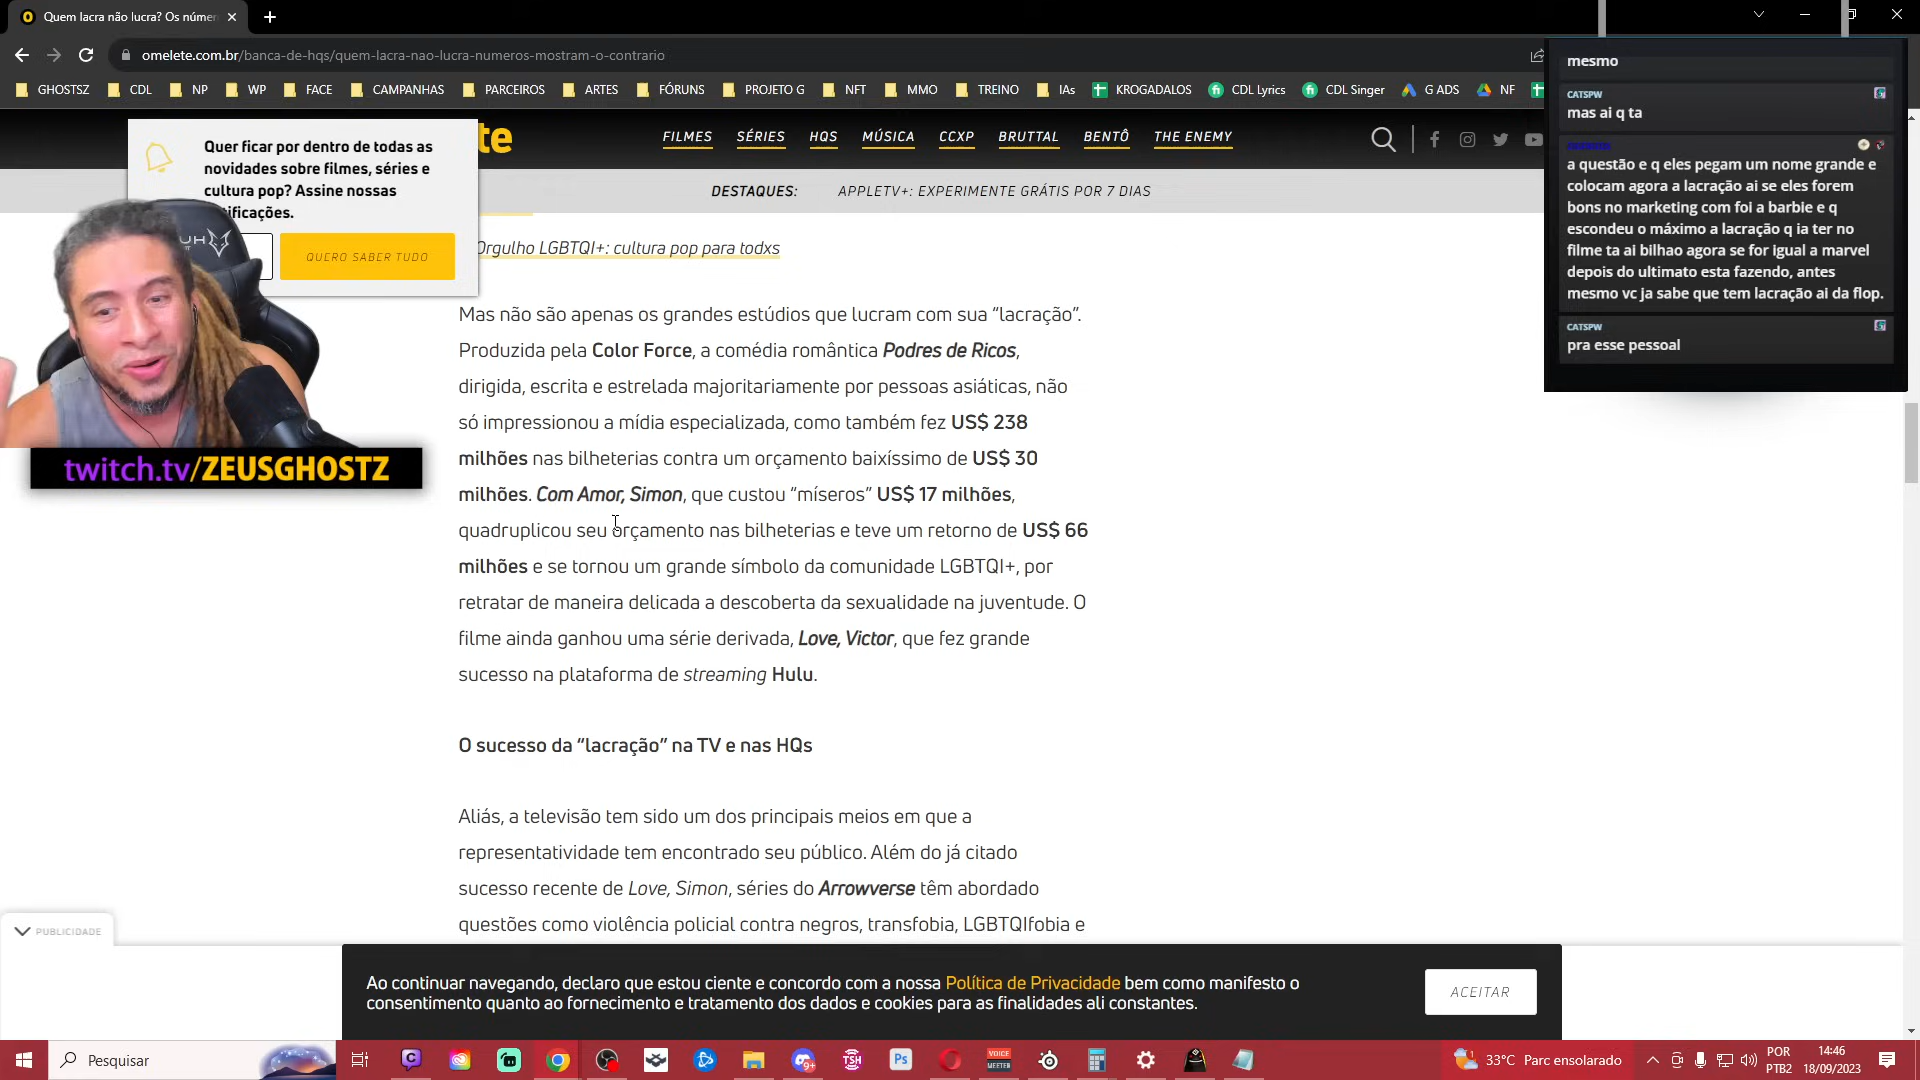 Quem lacra não lucra? Os númer
omelete.com.br/banca-de-hqs/quem-lacra-nao-lucra-numeros-mostram-o-contrario
GHOSTSZ CDL NP WP FACE CAMPANHAS PARCEIROS ARTES FÓRUNS PROJETO G NFT MMO TREINO IAs KROGADALOS CDL Lyrics CDL Singer G ADS NF
Quer ficar por dentro de todas as
novidades sobre filmes, séries e
cultura pop? Assine nossas
tificações.
QUERO SABER TUDO
te
FILMES SÉRIES HQS MÚSICA CCXP BRUTTAL BENTÔ THE ENEMY
DESTAQUES: APPLETV+: EXPERIMENTE GRÁTIS POR 7 DIAS
mesmo
CATSPW
mas ai q ta
a questão e q eles pegam um nome grande e
colocam agora a lacração ai se eles forem
bons no marketing com foi a barbie e q
escondeu o máximo a lacração q ia ter no
filme ta ai bilhao agora se for igual a marvel
depois do ultimato esta fazendo, antes
mesmo vc ja sabe que tem lacração ai da flop.
CATSPW
pra esse pessoal
twitch.tv/ZEUSGHOSTZ
Orgulho LGBTQI+: cultura pop para todxs
Mas não são apenas os grandes estúdios que lucram com sua “lacração”.
Produzida pela Color Force, a comédia romântica Podres de Ricos,
dirigida, escrita e estrelada majoritariamente por pessoas asiáticas, não
só impressionou a mídia especializada, como também fez US$ 238
milhões nas bilheterias contra um orçamento baixíssimo de US$ 30
milhões. Com Amor, Simon, que custou “míseros” US$ 17 milhões,
quadruplicou seu orçamento nas bilheterias e teve um retorno de US$ 66
milhões e se tornou um grande símbolo da comunidade LGBTQI+, por
retratar de maneira delicada a descoberta da sexualidade na juventude. O
filme ainda ganhou uma série derivada, Love, Victor, que fez grande
sucesso na plataforma de streaming Hulu.
O sucesso da “lacração” na TV e nas HQs
Aliás, a televisão tem sido um dos principais meios em que a
representatividade tem encontrado seu público. Além do já citado
sucesso recente de Love, Simon, séries do Arrowverse têm abordado
questões como violência policial contra negros, transfobia, LGBTQIfobia e
PUBLICIDADE
Ao continuar navegando, declaro que estou ciente e concordo com a nossa Política de Privacidade bem como manifesto o
consentimento quanto ao fornecimento e tratamento dos dados e cookies para as finalidades ali constantes.
ACEITAR
Pesquisar
9+
TSH
Ps
VOICE
MEETER
33°C Parc ensolarado
POR
PTB2
14:46
18/09/2023